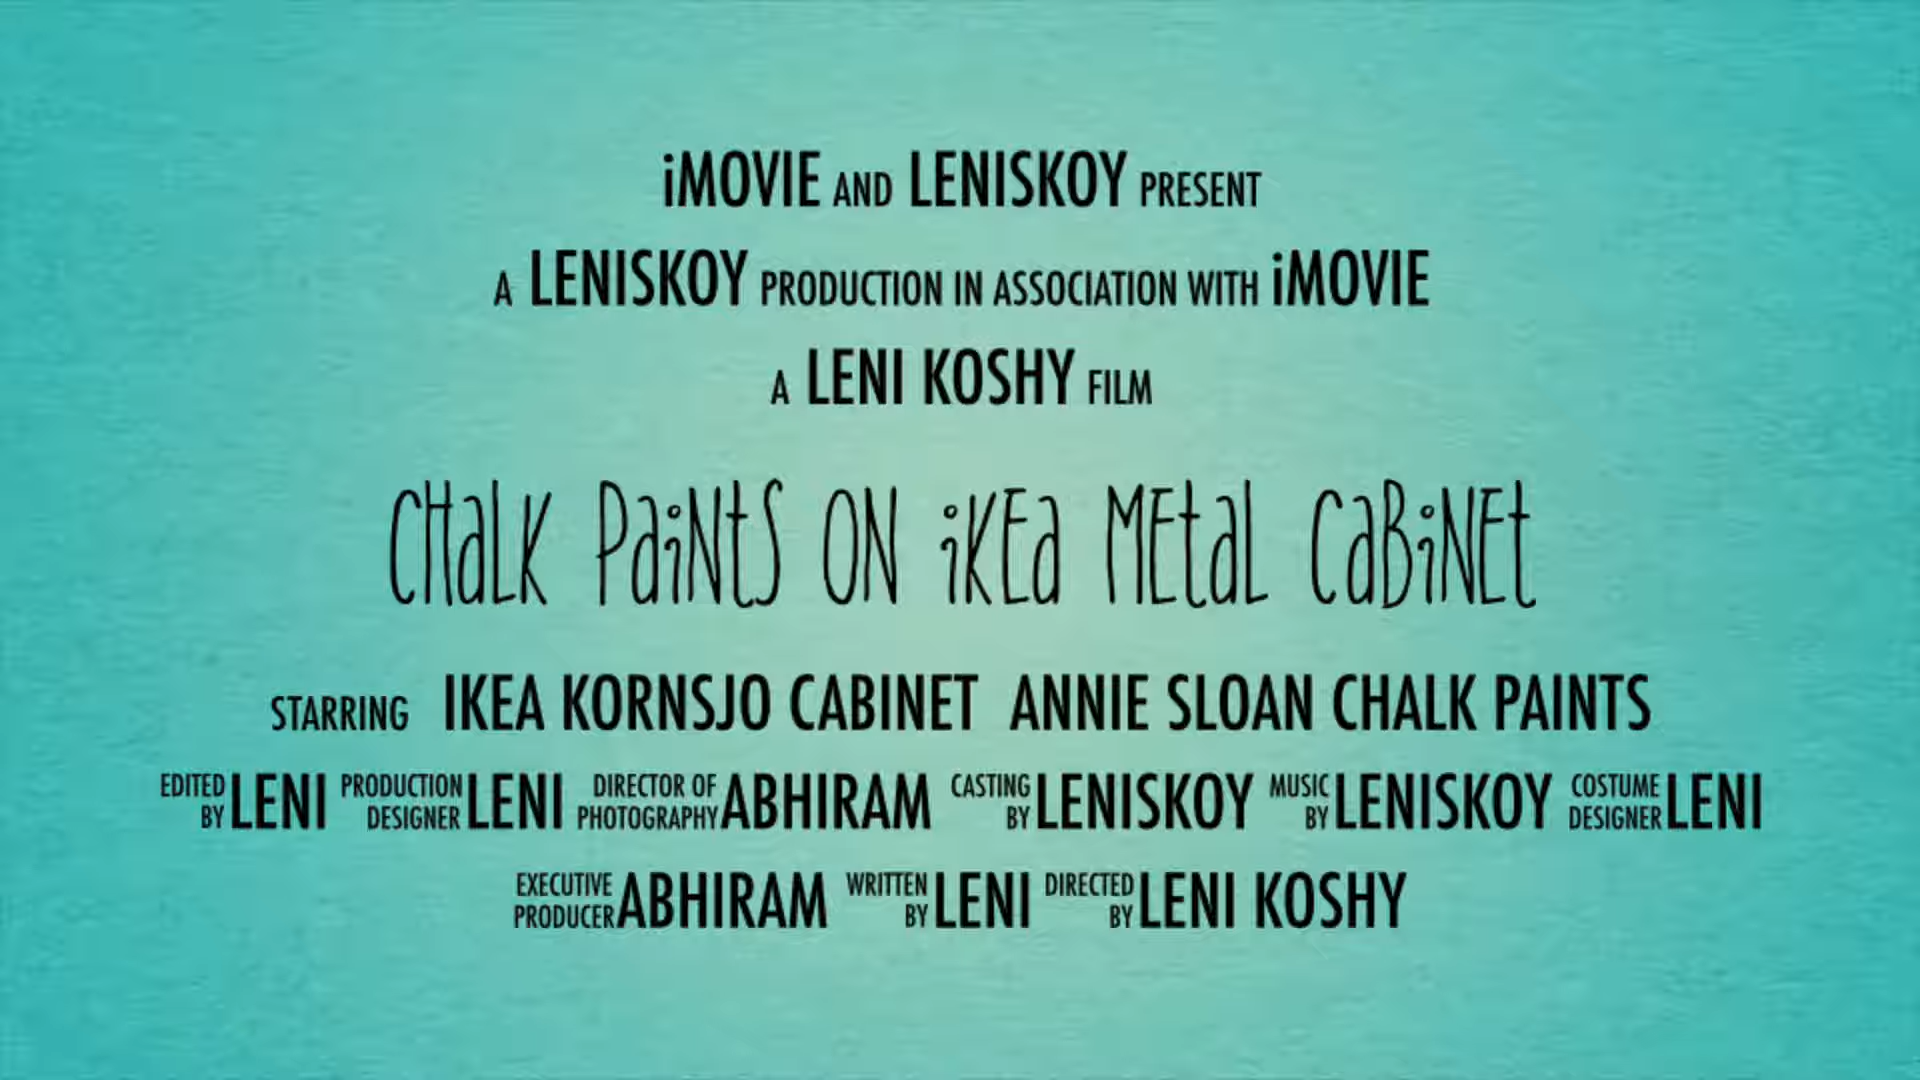 iMOVIE AND LENISKOY PRESENT
A LENISKOY PRODUCTION IN ASSOCIATION WITH iMOVIE
A LENI KOSHY FILM
CHaLK PaiNtS ON iKEa MEtaL CaBiNEt
STARRING IKEA KORNSJO CABINET ANNIE SLOAN CHALK PAINTS
EDITED BY LENI PRODUCTION DESIGNER LENI DIRECTOR OF PHOTOGRAPHY ABHIRAM CASTING BY LENISKOY MUSIC BY LENISKOY COSTUME DESIGNER LENI
EXECUTIVE PRODUCER ABHIRAM WRITTEN BY LENI DIRECTED BY LENI KOSHY